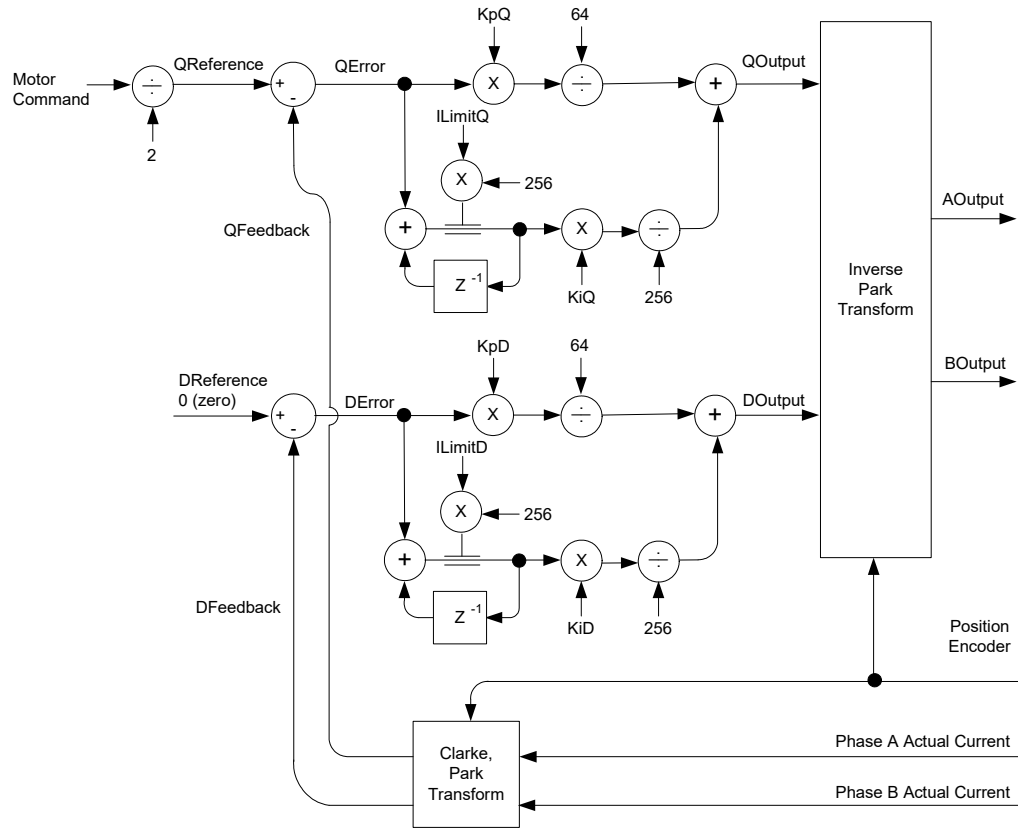 KpQ
64
Motor
Command
÷
QReference
+
-
QError
X
÷
+
QOutput
2
ILimitQ
X
256
QFeedback
+
X
÷
Z -1
KiQ
256
AOutput
Inverse
Park
Transform
BOutput
KpD
64
DReference
0 (zero)
+
-
DError
X
÷
+
DOutput
ILimitD
X
256
+
X
÷
Z -1
KiD
256
DFeedback
Position
Encoder
Clarke,
Park
Transform
Phase A Actual Current
Phase B Actual Current